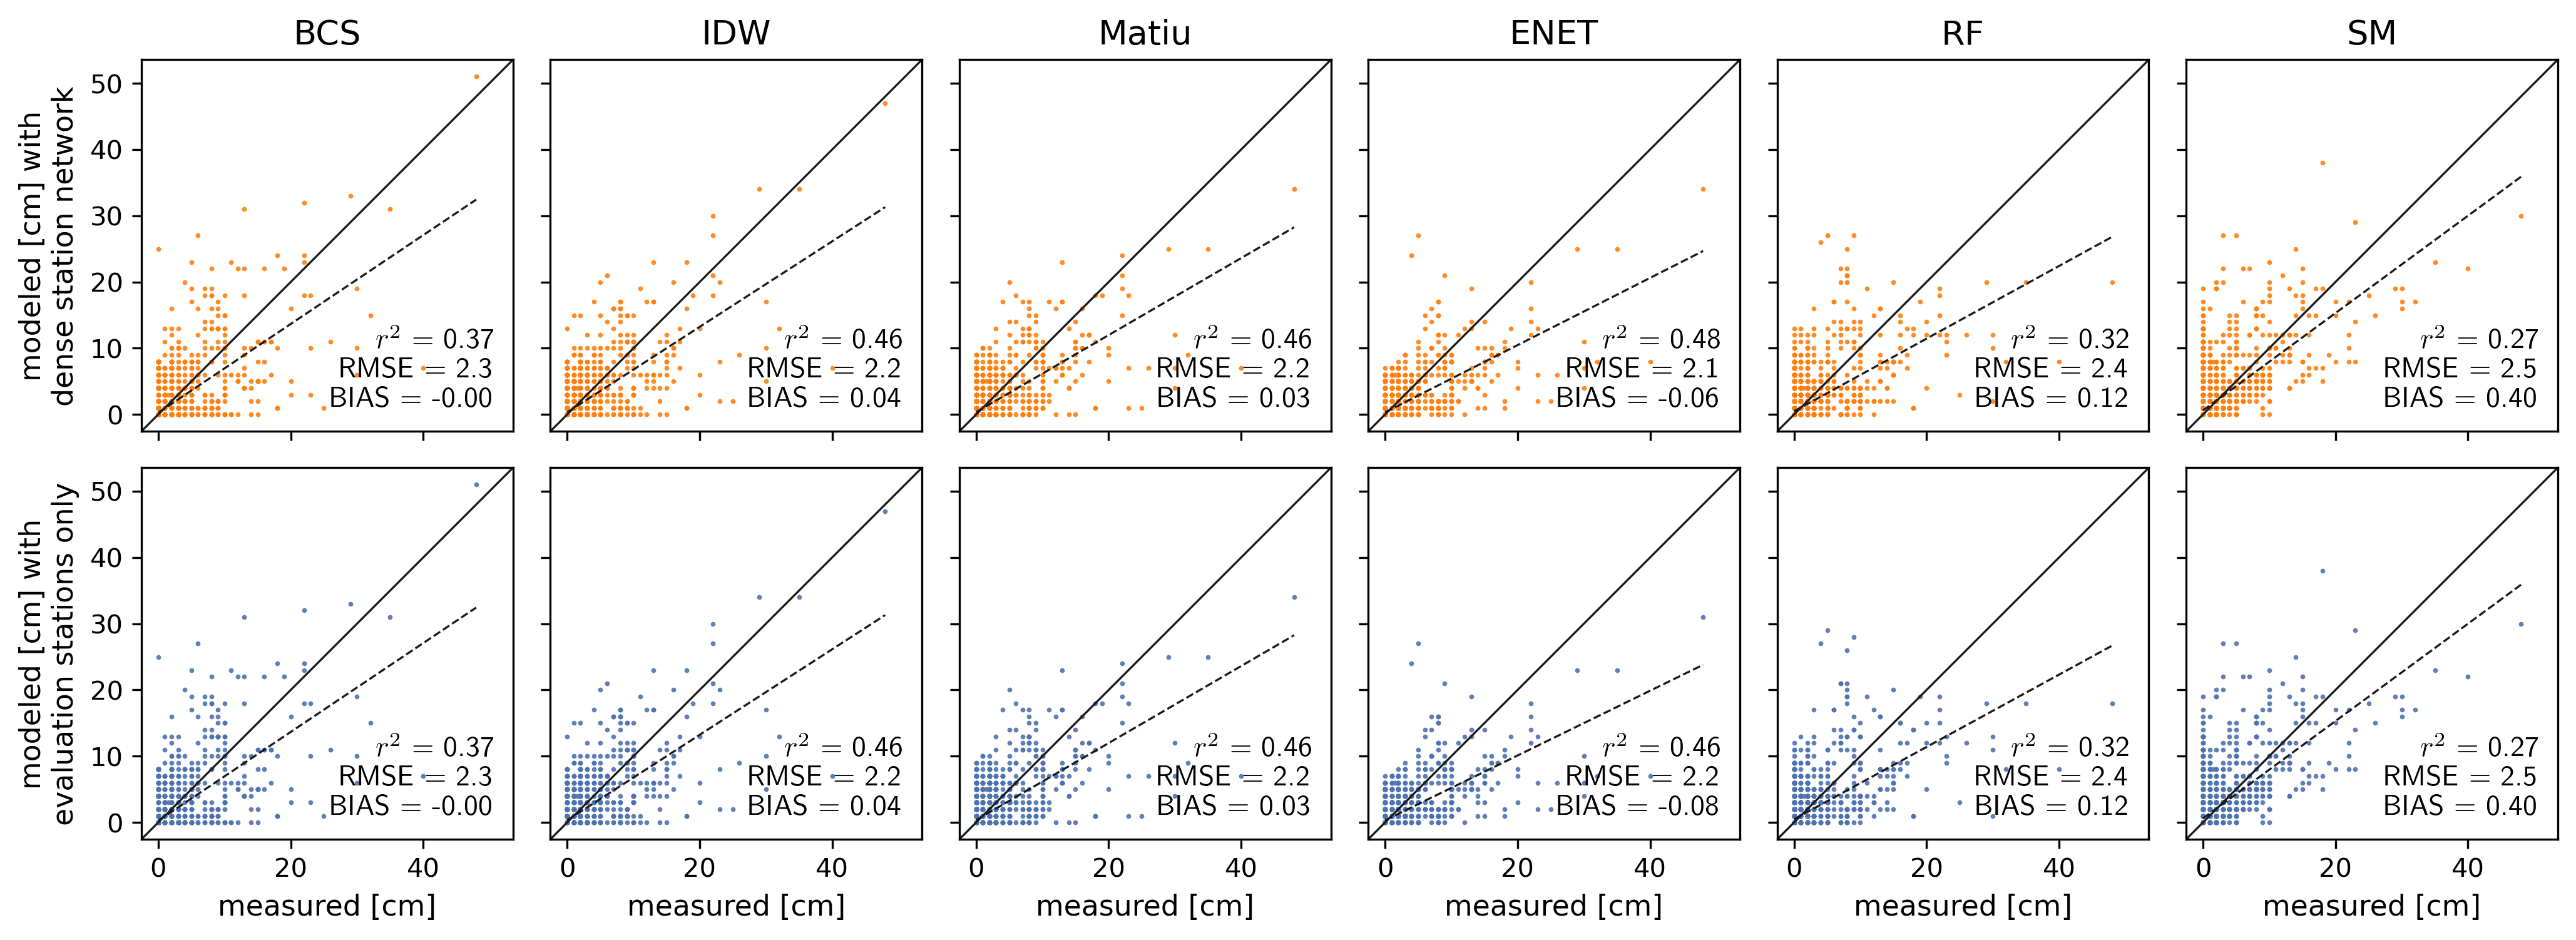 BCS
IDW
Matiu
ENET
RF
SM
modeled [cm] with
dense station network
50
40
30
20
10
0
r² = 0.37
RMSE = 2.3
BIAS = -0.00
r² = 0.46
RMSE = 2.2
BIAS = 0.04
r² = 0.46
RMSE = 2.2
BIAS = 0.03
r² = 0.48
RMSE = 2.1
BIAS = -0.06
r² = 0.32
RMSE = 2.4
BIAS = 0.12
r² = 0.27
RMSE = 2.5
BIAS = 0.40
modeled [cm] with
evaluation stations only
50
40
30
20
10
0
r² = 0.37
RMSE = 2.3
BIAS = -0.00
r² = 0.46
RMSE = 2.2
BIAS = 0.04
r² = 0.46
RMSE = 2.2
BIAS = 0.03
r² = 0.46
RMSE = 2.2
BIAS = -0.08
r² = 0.32
RMSE = 2.4
BIAS = 0.12
r² = 0.27
RMSE = 2.5
BIAS = 0.40
0 20 40
0 20 40
0 20 40
0 20 40
0 20 40
0 20 40
measured [cm]
measured [cm]
measured [cm]
measured [cm]
measured [cm]
measured [cm]